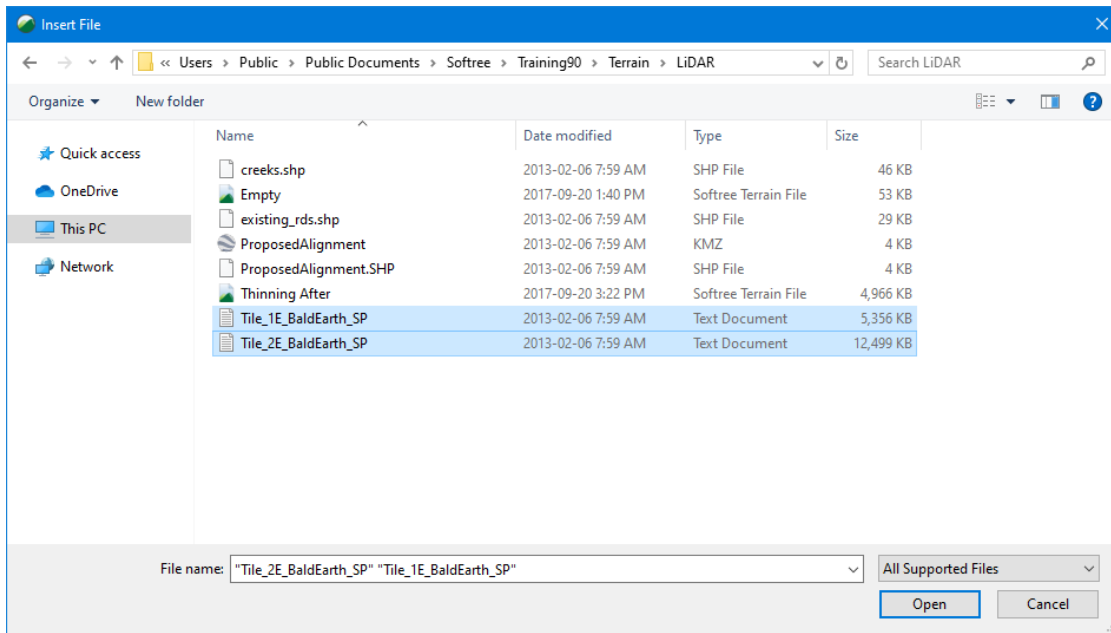 Insert File
« Users › Public › Public Documents › Softree › Training90 › Terrain › LiDAR
Search LiDAR
Organize
New folder
Name Date modified Type Size
Quick access
OneDrive
This PC
Network
creeks.shp 2013-02-06 7:59 AM SHP File 46 KB
Empty 2017-09-20 1:40 PM Softree Terrain File 53 KB
existing_rds.shp 2013-02-06 7:59 AM SHP File 29 KB
ProposedAlignment 2013-02-06 7:59 AM KMZ 4 KB
ProposedAlignment.SHP 2013-02-06 7:59 AM SHP File 4 KB
Thinning After 2017-09-20 3:22 PM Softree Terrain File 4,966 KB
Tile_1E_BaldEarth_SP 2013-02-06 7:59 AM Text Document 5,356 KB
Tile_2E_BaldEarth_SP 2013-02-06 7:59 AM Text Document 12,499 KB
File name: "Tile_2E_BaldEarth_SP" "Tile_1E_BaldEarth_SP"
All Supported Files
Open Cancel